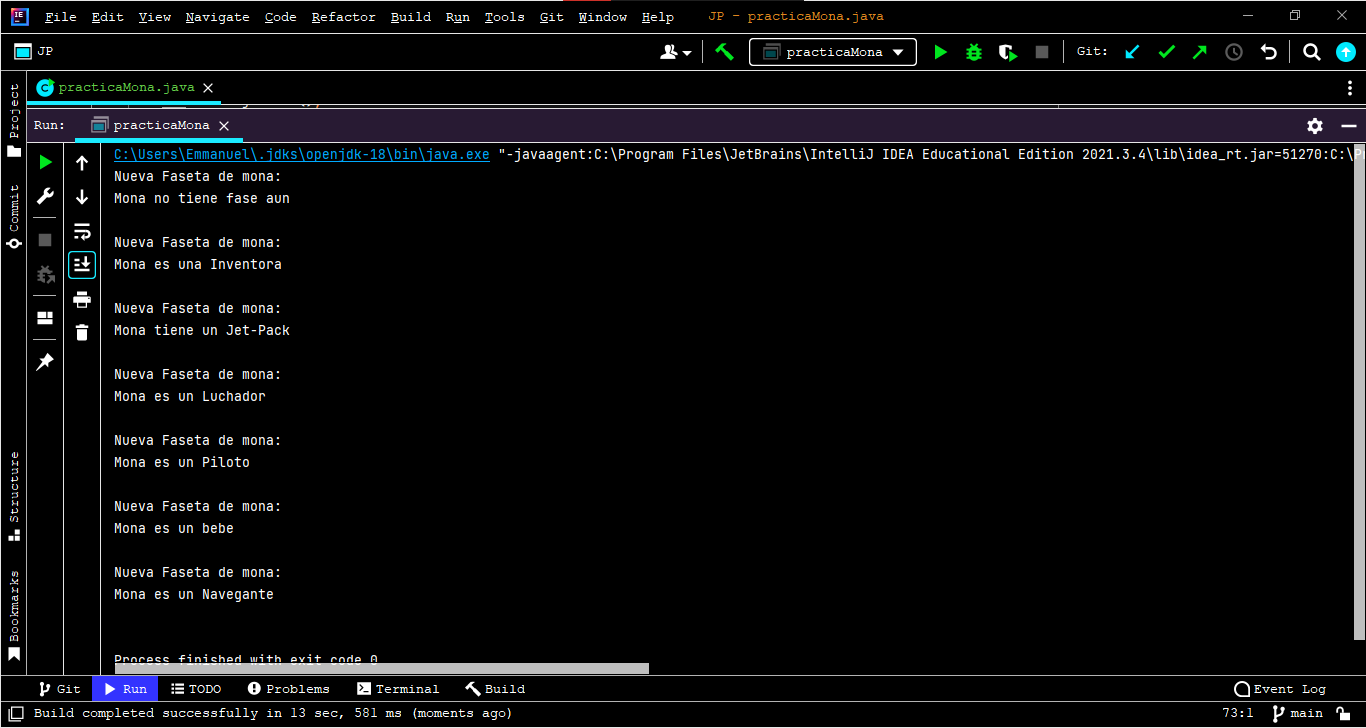 File Edit View Navigate Code Refactor Build Run Tools Git Window Help JP - practicaMona.java
JP practicaMona Git:
practicaMona.java
Run: practicaMona
C:\Users\Emmanuel\.jdks\openjdk-18\bin\java.exe "-javaagent:C:\Program Files\JetBrains\IntelliJ IDEA Educational Edition 2021.3.4\lib\idea_rt.jar=51270:C:\P
Nueva Faseta de mona:
Mona no tiene fase aun
Nueva Faseta de mona:
Mona es una Inventora
Nueva Faseta de mona:
Mona tiene un Jet-Pack
Nueva Faseta de mona:
Mona es un Luchador
Nueva Faseta de mona:
Mona es un Piloto
Nueva Faseta de mona:
Mona es un bebe
Nueva Faseta de mona:
Mona es un Navegante
Process finished with exit code 0
Project
Commit
Structure
Bookmarks
Git Run TODO Problems Terminal Build Event Log
Build completed successfully in 13 sec, 581 ms (moments ago) 73:1 main